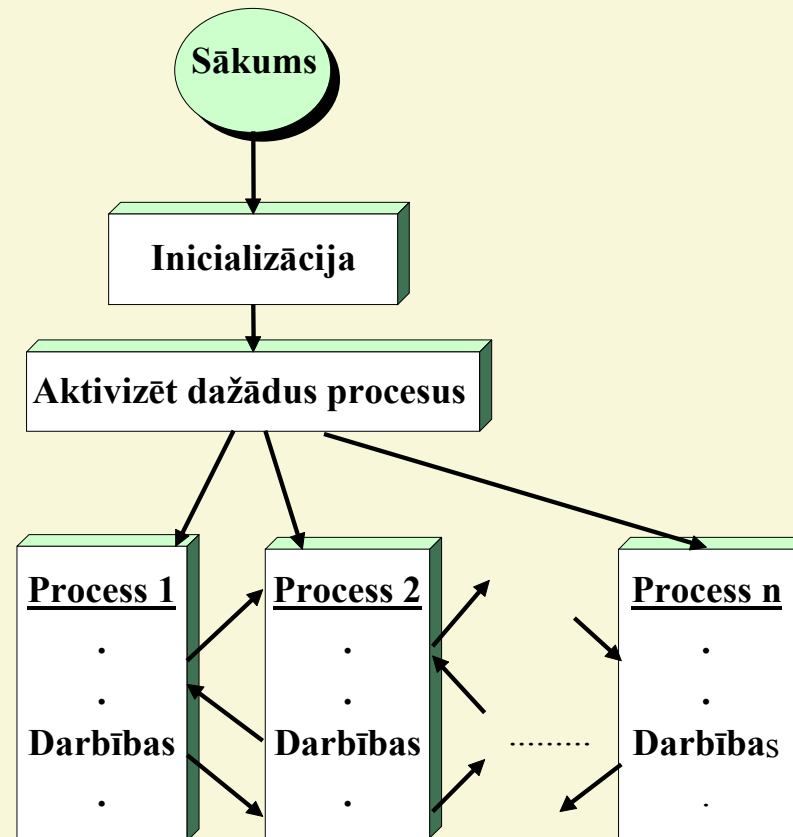 Sākums
Inicializācija
Aktivizēt dažādus procesus
Process 1
.
.
Darbības
.
Process 2
.
.
Darbības
.
.........
Process n
.
.
Darbības
.